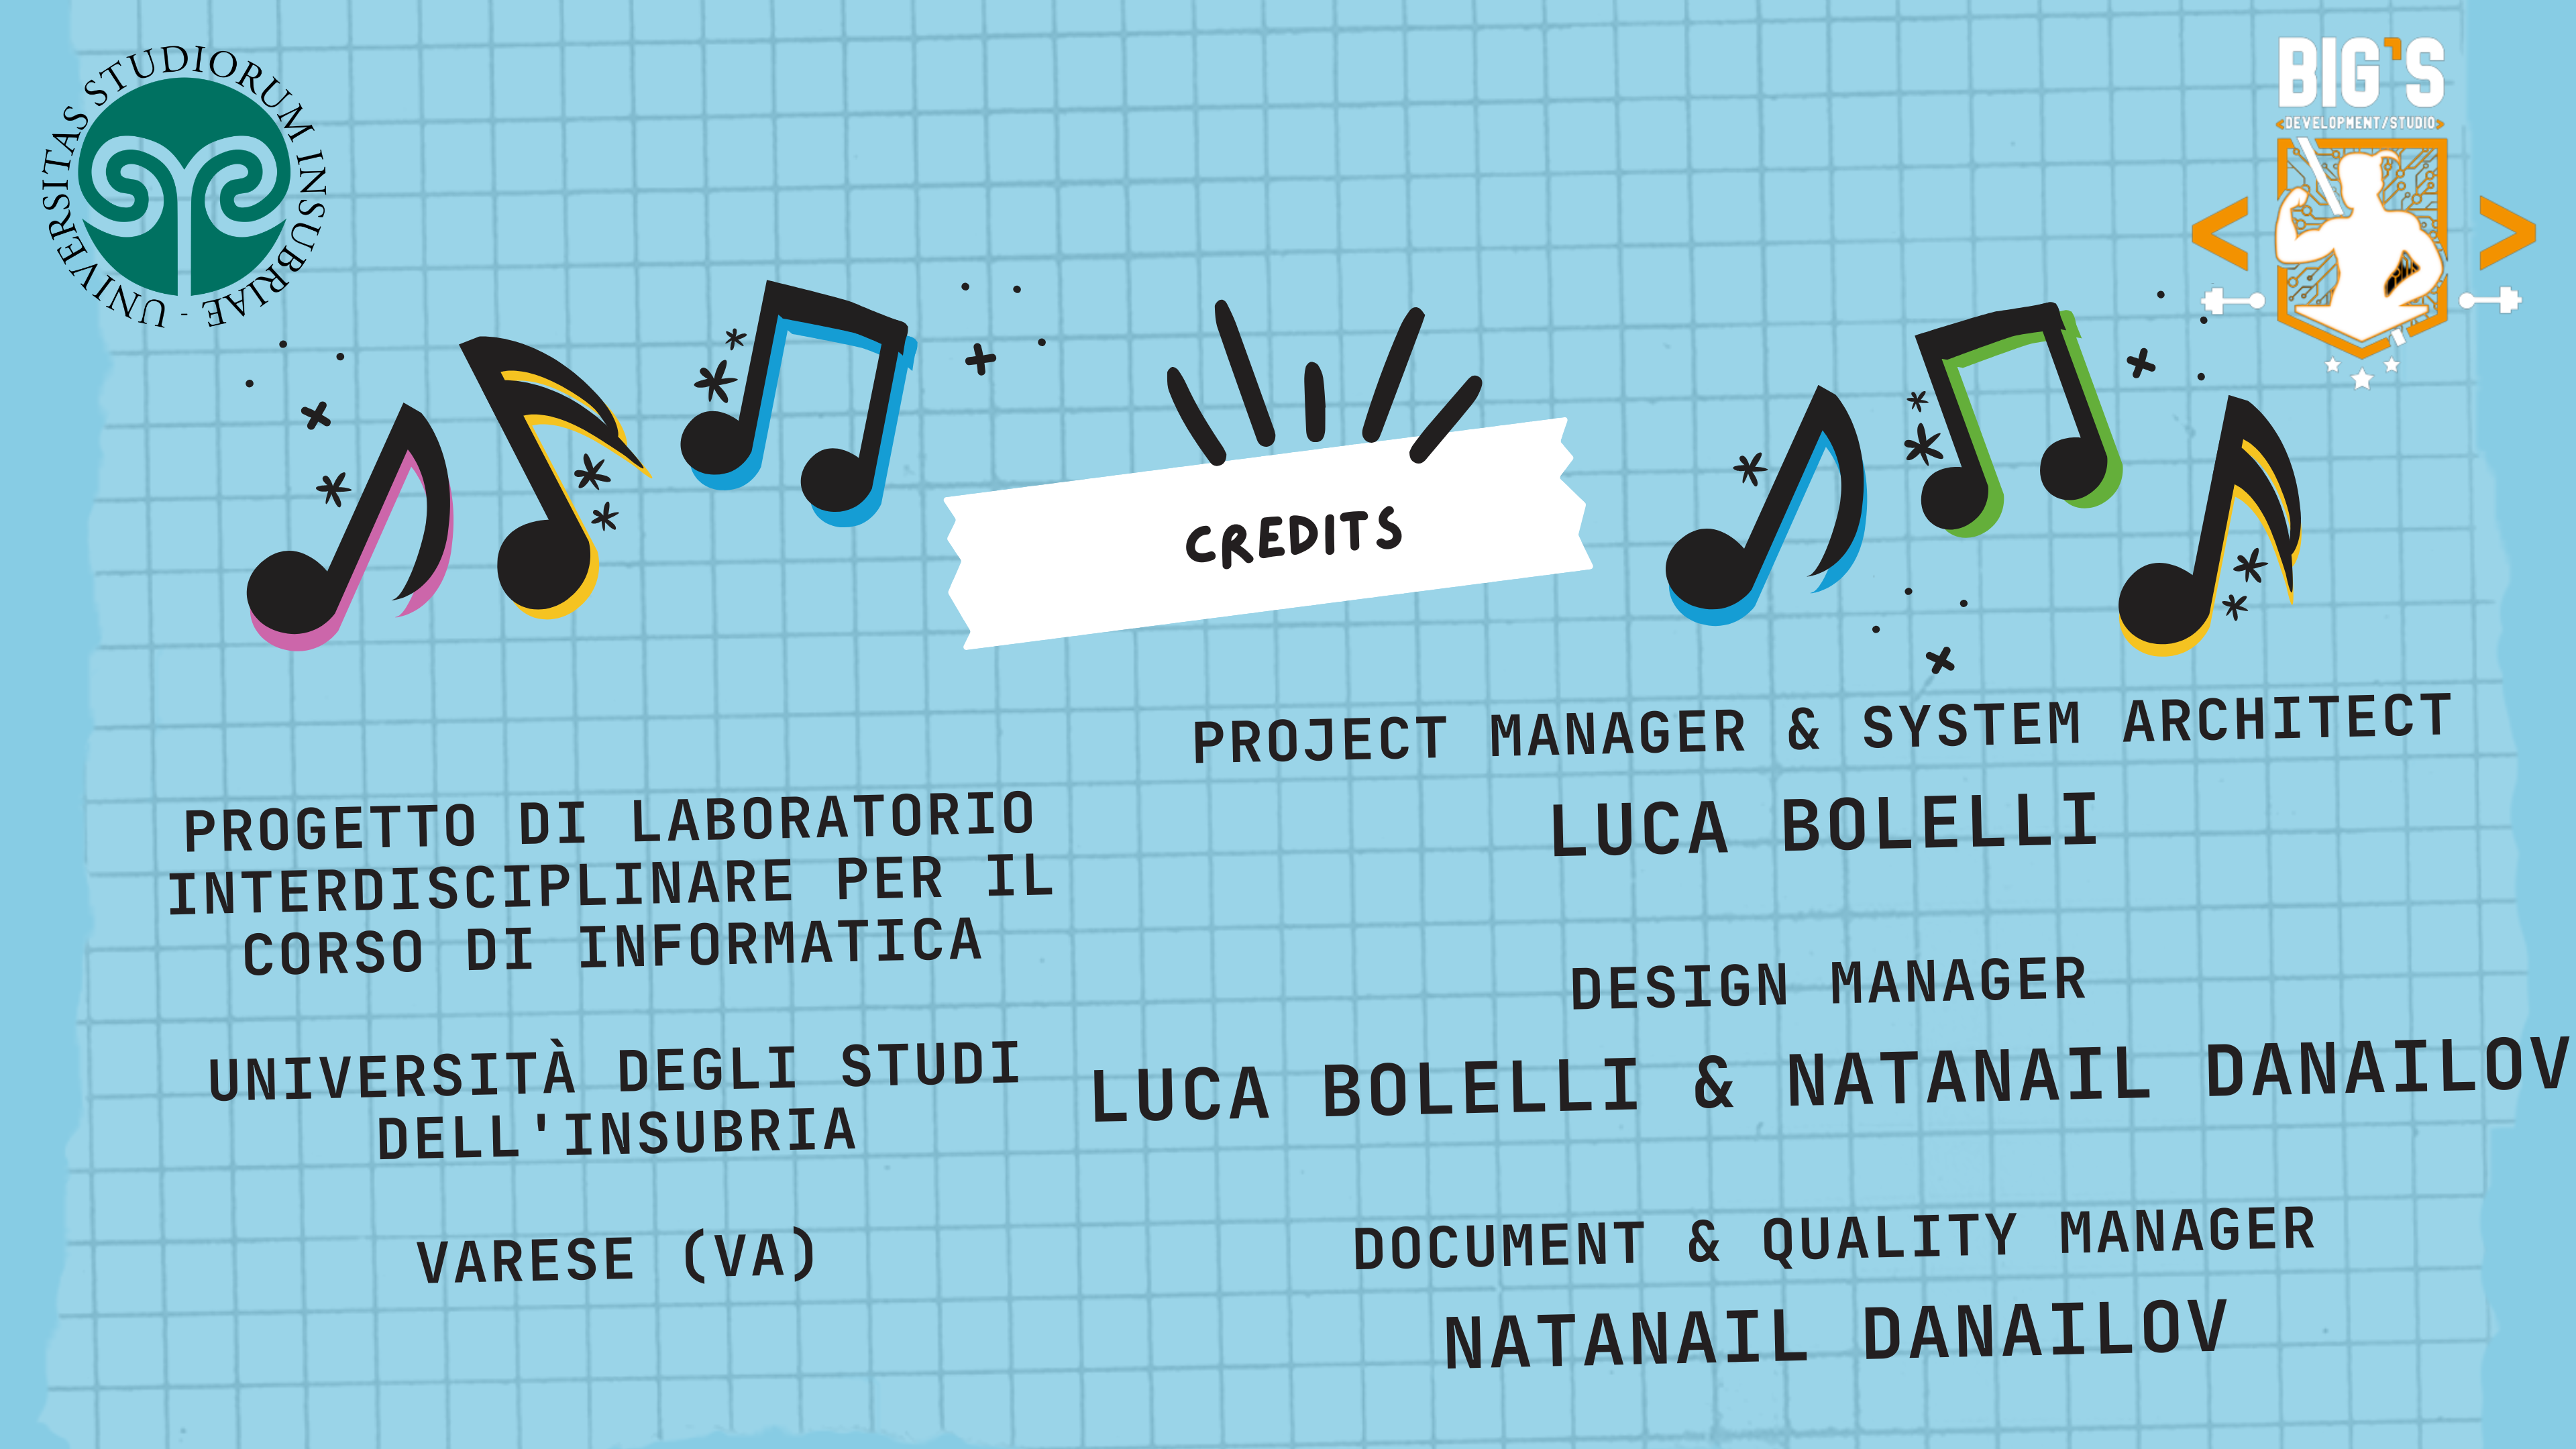 UNIVERSITAS STUDIORUM INSUBRIAE -
BIG'S
<DEVELOPMENT/STUDIO>
< >
CREDITS
PROGETTO DI LABORATORIO
INTERDISCIPLINARE PER IL
CORSO DI INFORMATICA
UNIVERSITÀ DEGLI STUDI
DELL'INSUBRIA
VARESE (VA)
PROJECT MANAGER & SYSTEM ARCHITECT
LUCA BOLELLI
DESIGN MANAGER
LUCA BOLELLI & NATANAIL DANAILOV
DOCUMENT & QUALITY MANAGER
NATANAIL DANAILOV